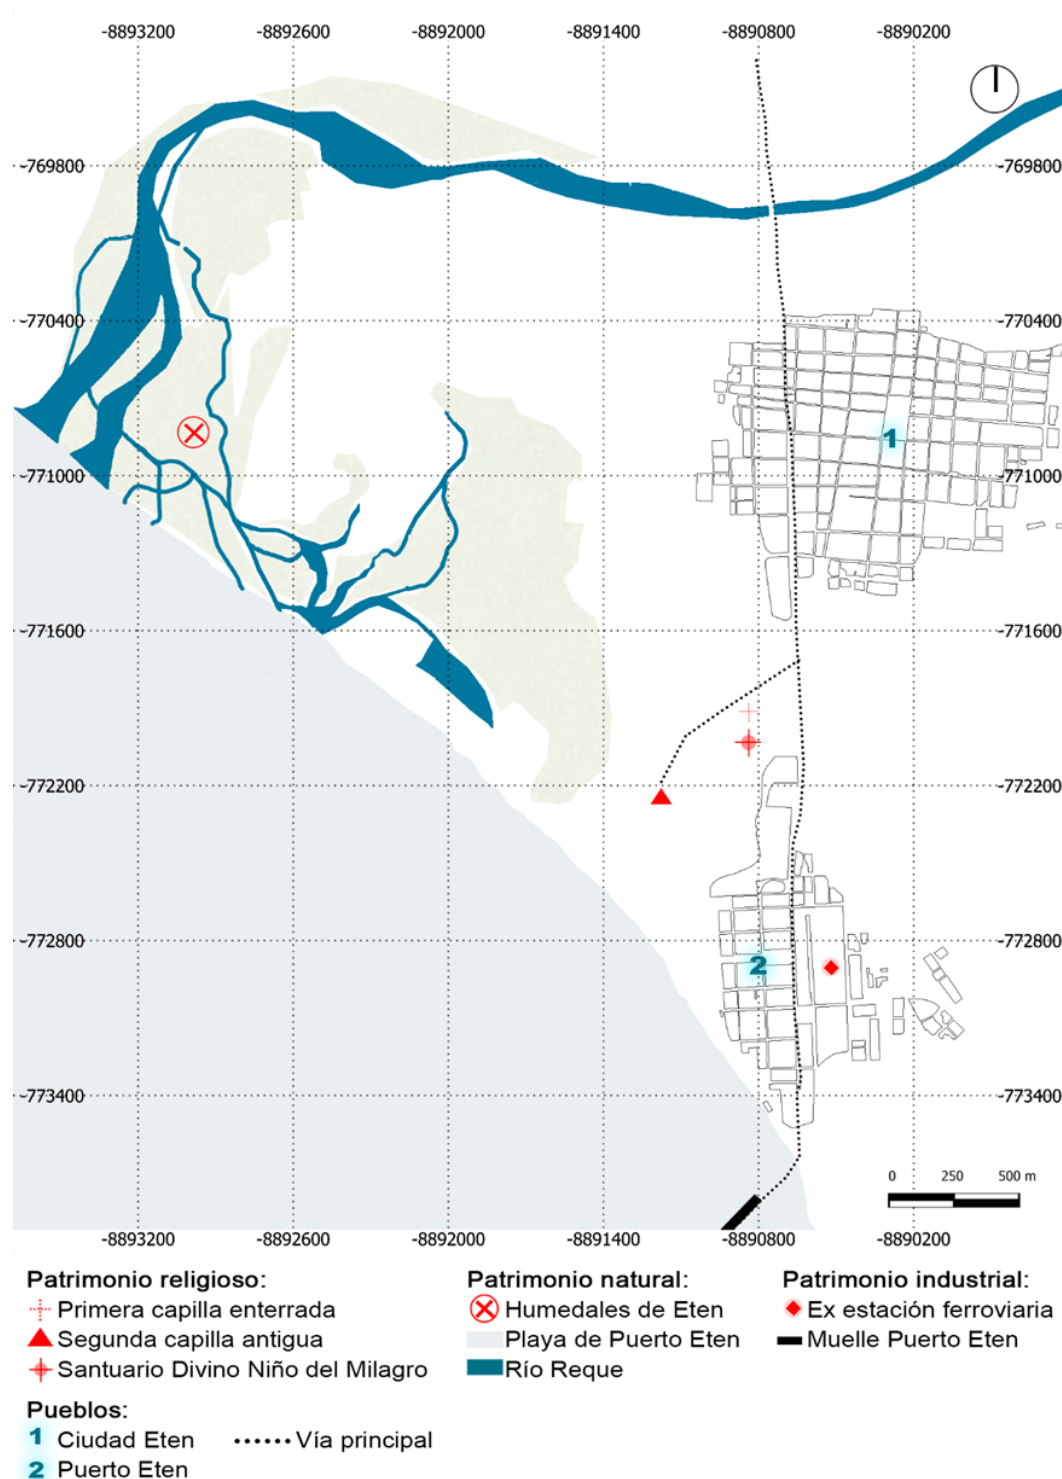 -8893200 -8892600 -8892000 -8891400 -8890800 -8890200
-769800 -769800
-770400 -770400
1
-771000 -771000
-771600 -771600
-772200 -772200
-772800 -772800
2
-773400 -773400
0 250 500 m
-8893200 -8892600 -8892000 -8891400 -8890800 -8890200
Patrimonio religioso:
Primera capilla enterrada
Segunda capilla antigua
Santuario Divino Niño del Milagro
Patrimonio natural:
Humedales de Eten
Playa de Puerto Eten
Río Reque
Patrimonio industrial:
Ex estación ferroviaria
Muelle Puerto Eten
Pueblos:
1 Ciudad Eten
2 Puerto Eten
Vía principal